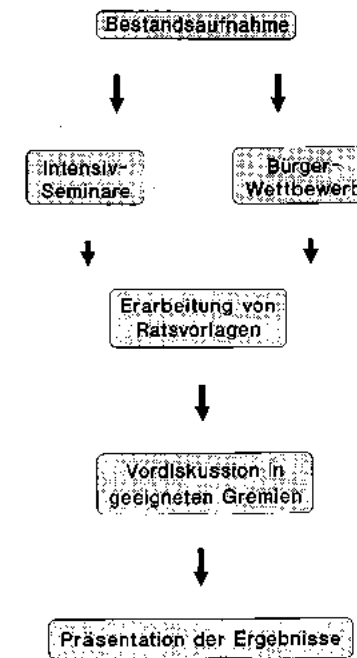 Bestandsaufnahme
Intensiv-
Seminare
Bürger-
Wettbewerb
Erarbeitung von
Ratsvorlagen
Vordiskussion in
geeigneten Gremien
Präsentation der Ergebnisse